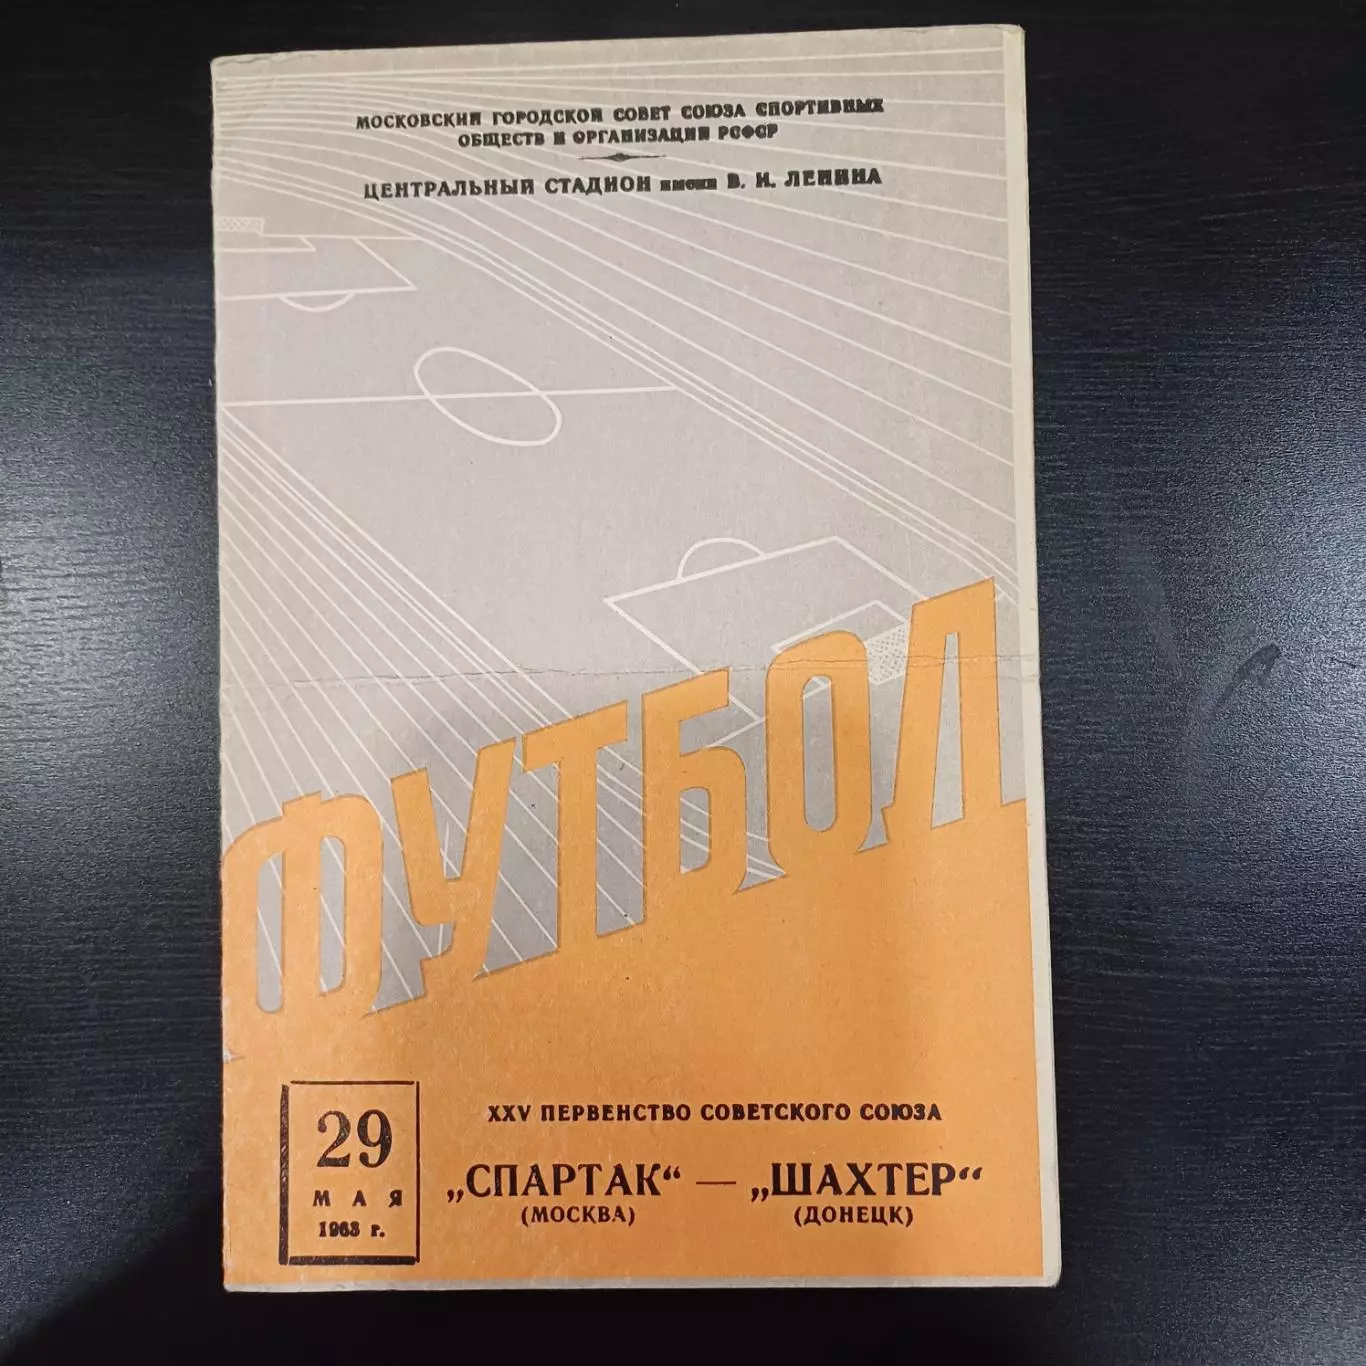 МОСКОВСКИЙ ГОРОДСКОЙ СОВЕТ СОЮЗА СПОРТИВНЫХ
ОБЩЕСТВ И ОРГАНИЗАЦИЙ РСФСР
ЦЕНТРАЛЬНЫЙ СТАДИОН имени В. И. ЛЕНИНА
ФУТБОЛ
29
МАЯ
1963 г.
XXV ПЕРВЕНСТВО СОВЕТСКОГО СОЮЗА
„СПАРТАК“ — „ШАХТЕР“
(МОСКВА) (ДОНЕЦК)